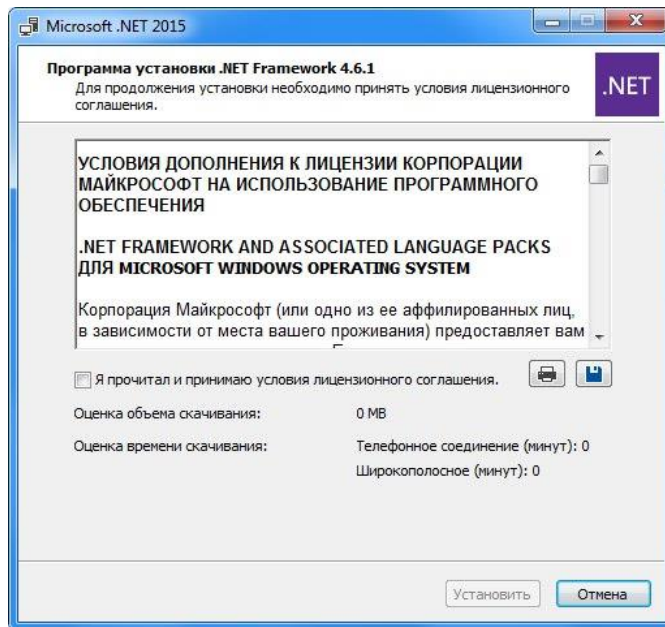 Microsoft .NET 2015
Программа установки .NET Framework 4.6.1
Для продолжения установки необходимо принять условия лицензионного
соглашения.
.NET
УСЛОВИЯ ДОПОЛНЕНИЯ К ЛИЦЕНЗИИ КОРПОРАЦИИ
МАЙКРОСОФТ НА ИСПОЛЬЗОВАНИЕ ПРОГРАММНОГО
ОБЕСПЕЧЕНИЯ
.NET FRAMEWORK AND ASSOCIATED LANGUAGE PACKS
ДЛЯ MICROSOFT WINDOWS OPERATING SYSTEM
Корпорация Майкрософт (или одно из ее аффилированных лиц,
в зависимости от места вашего проживания) предоставляет вам
Я прочитал и принимаю условия лицензионного соглашения.
Оценка объема скачивания: 0 MB
Оценка времени скачивания: Телефонное соединение (минут): 0
Широкополосное (минут): 0
Установить Отмена